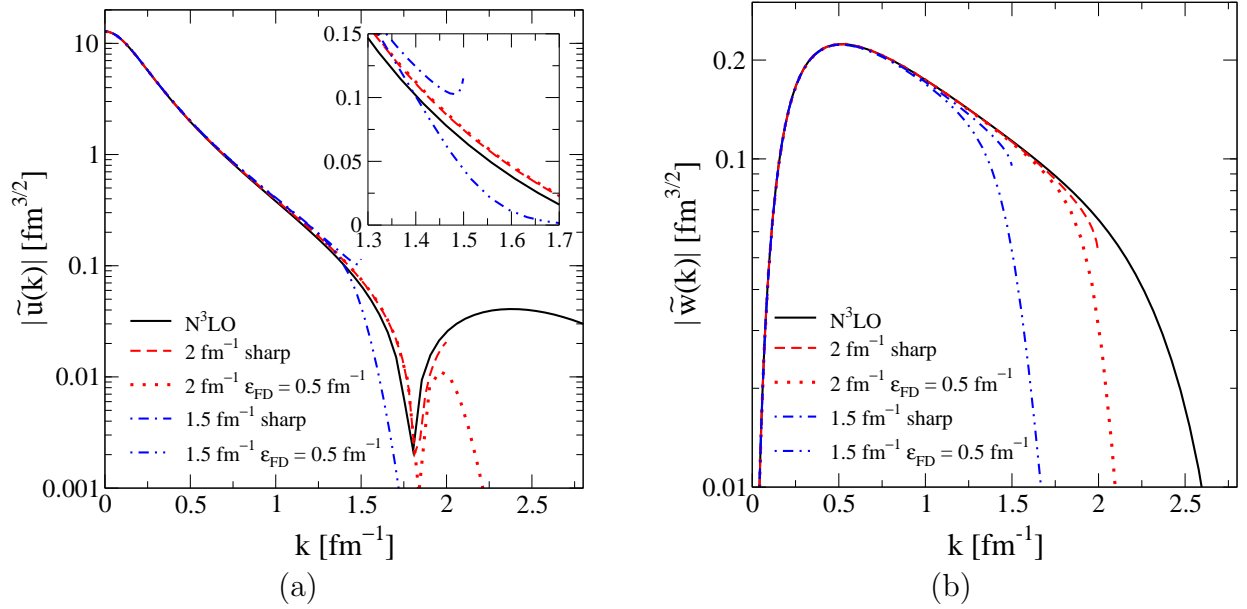 10
1
0.1
0.01
0.001
0 0.5 1 1.5 2 2.5
|ũ(k)| [fm^{3/2}]
k [fm^{−1}]
0.15
0.1
0.05
0
1.3 1.4 1.5 1.6 1.7
N³LO
2 fm⁻¹ sharp
2 fm⁻¹ ε_FD = 0.5 fm⁻¹
1.5 fm⁻¹ sharp
1.5 fm⁻¹ ε_FD = 0.5 fm⁻¹
(a)
0.2
0.1
0.01
0 0.5 1 1.5 2 2.5
|w̃(k)| [fm^{3/2}]
k [fm^{-1}]
N³LO
2 fm⁻¹ sharp
2 fm⁻¹ ε_FD = 0.5 fm⁻¹
1.5 fm⁻¹ sharp
1.5 fm⁻¹ ε_FD = 0.5 fm⁻¹
(b)